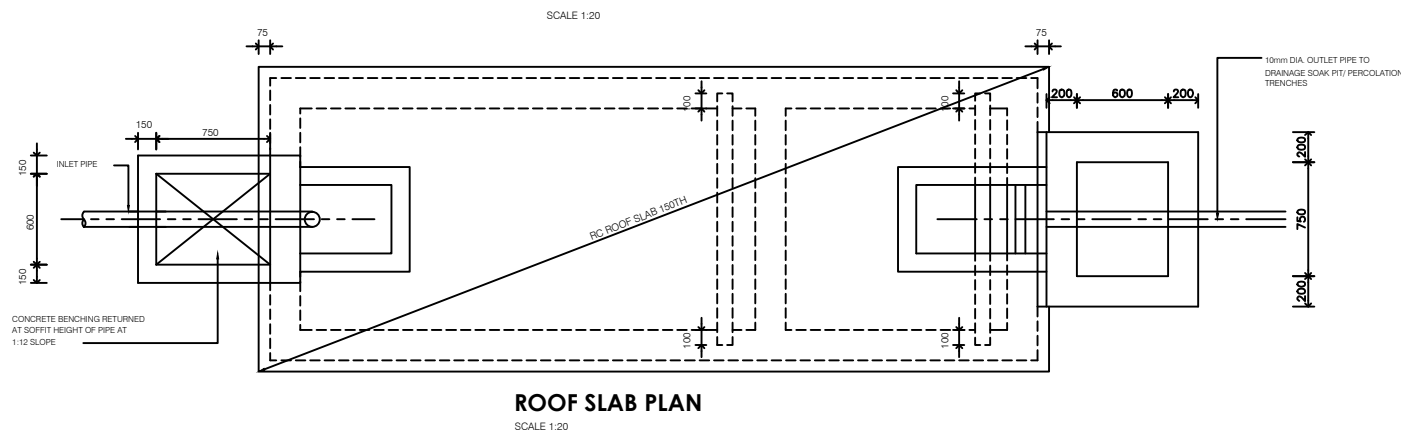 SCALE 1:20
75
75
10mm DIA. OUTLET PIPE TO
DRAINAGE SOAK PIT/ PERCOLATION
TRENCHES
200
600
200
150
750
100
100
150
INLET PIPE
200
600
RC ROOF SLAB 150TH
750
150
200
CONCRETE BENCHING RETURNED
AT SOFFIT HEIGHT OF PIPE AT
1:12 SLOPE
100
100
ROOF SLAB PLAN
SCALE 1:20